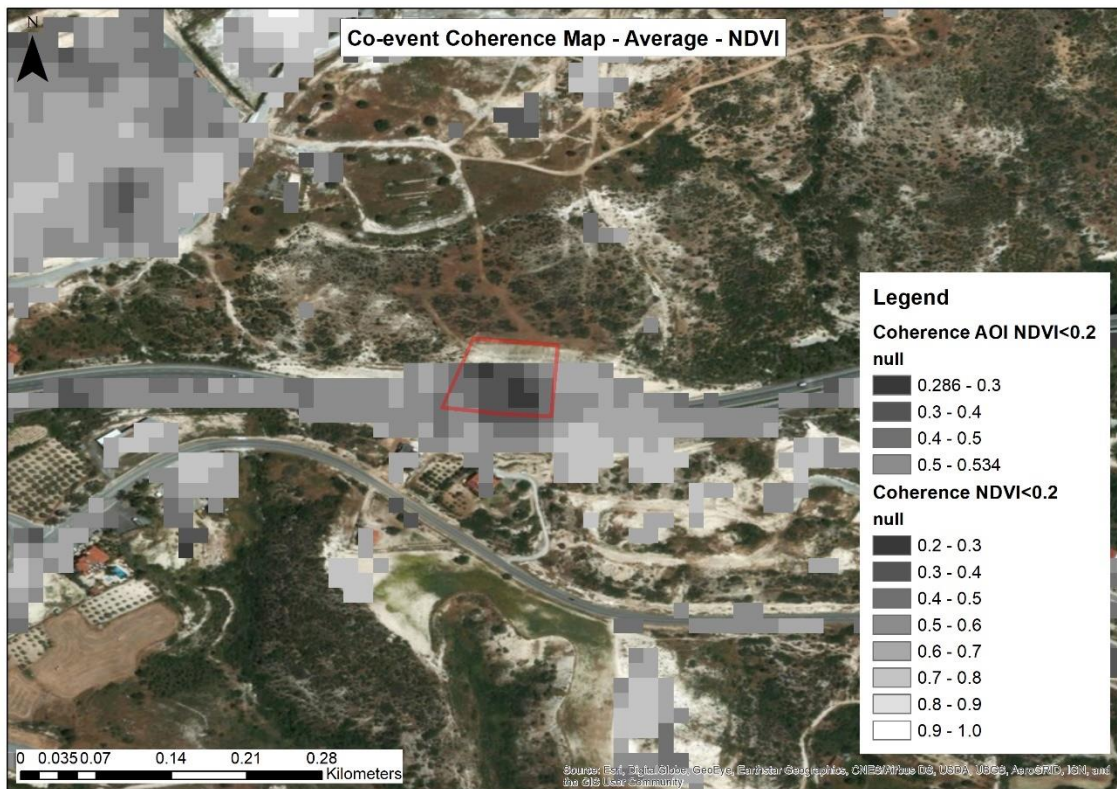 N
Co-event Coherence Map - Average - NDVI
Legend
Coherence AOI NDVI<0.2
null
0.286 - 0.3
0.3 - 0.4
0.4 - 0.5
0.5 - 0.534
Coherence NDVI<0.2
null
0.2 - 0.3
0.3 - 0.4
0.4 - 0.5
0.5 - 0.6
0.6 - 0.7
0.7 - 0.8
0.8 - 0.9
0.9 - 1.0
0 0.035 0.07 0.14 0.21 0.28
Kilometers
Source: Esri, DigitalGlobe, GeoEye, Earthstar Geographics, CNES/Airbus DS, USDA, USGS, AeroGRID, IGN, and
the GIS User Community